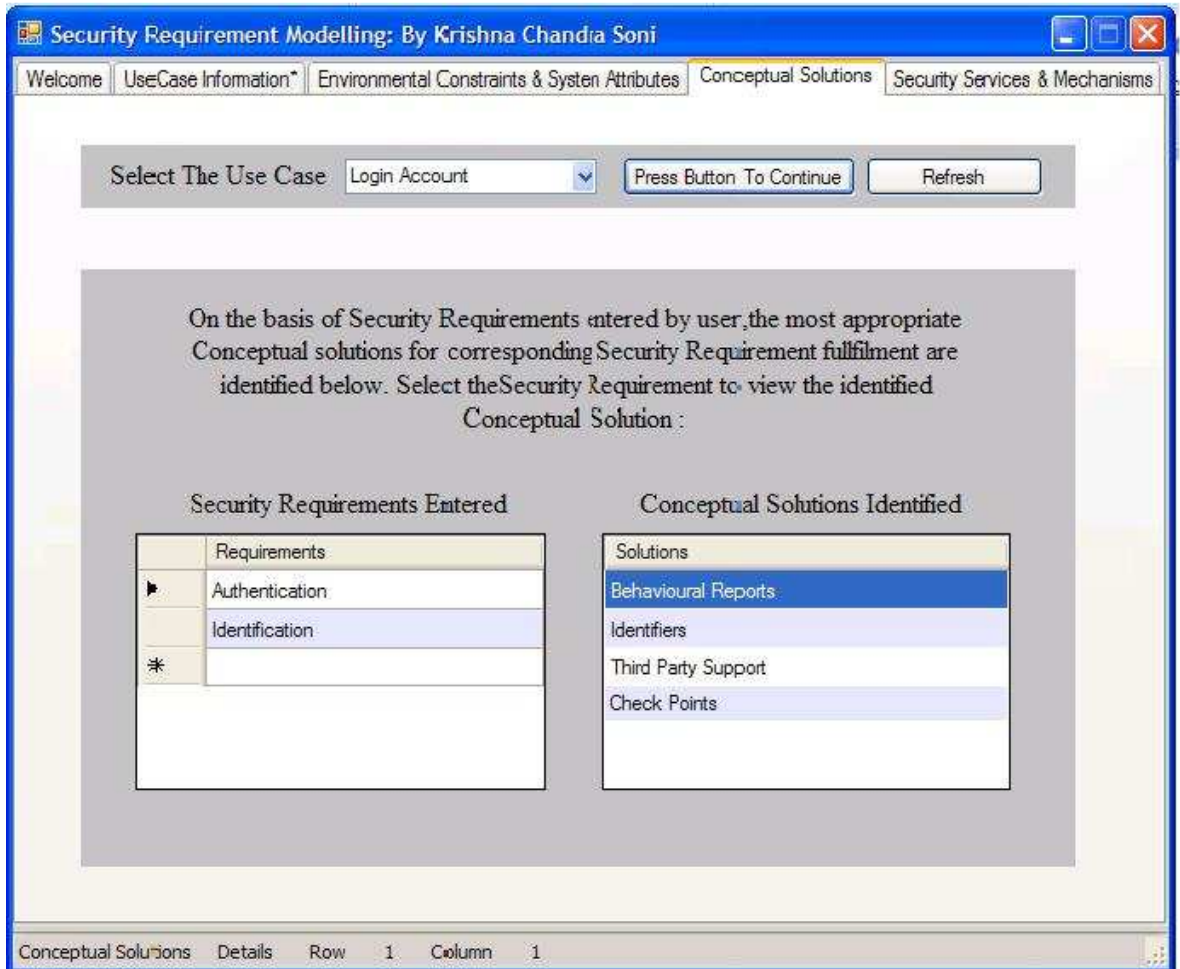 Security Requirement Modelling: By Krishna Chandra Soni
Welcome UseCase Information* Environmental Constraints & System Attributes Conceptual Solutions Security Services & Mechanisms
Select The Use Case Login Account Press Button To Continue Refresh
On the basis of Security Requirements entered by user,the most appropriate
Conceptual solutions for corresponding Security Requirement fullfilment are
identified below. Select theSecurity Requirement to view the identified
Conceptual Solution :
Security Requirements Entered Conceptual Solutions Identified
Requirements Solutions
Authentication Behavioural Reports
Identification Identifiers
Third Party Support
Check Points
Conceptual Solutions Details Row 1 Column 1